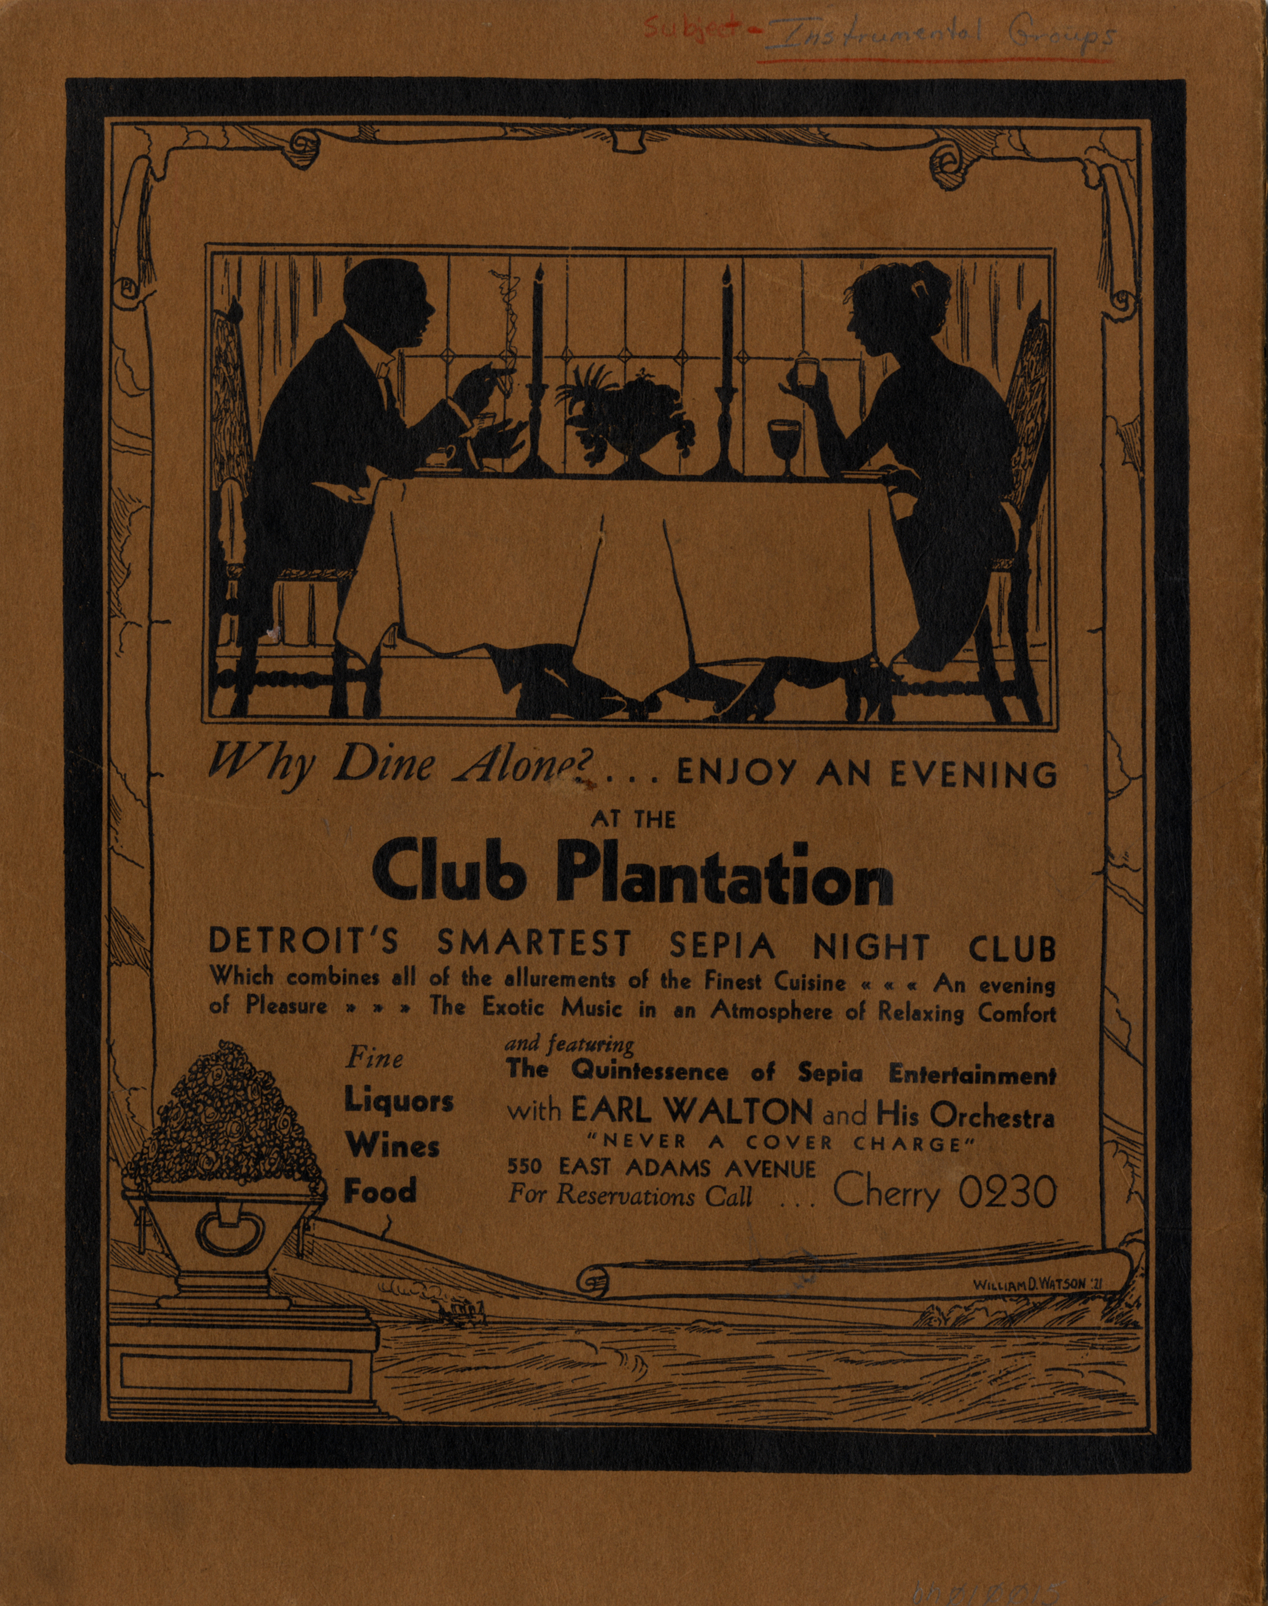 Subject- Instrumental Groups
Why Dine Alone? . . . ENJOY AN EVENING
AT THE
Club Plantation
DETROIT'S SMARTEST SEPIA NIGHT CLUB
Which combines all of the allurements of the Finest Cuisine « « « An evening
of Pleasure » » » The Exotic Music in an Atmosphere of Relaxing Comfort
Fine
Liquors
Wines
Food
and featuring
The Quintessence of Sepia Entertainment
with EARL WALTON and His Orchestra
"NEVER A COVER CHARGE"
550 EAST ADAMS AVENUE
For Reservations Call . . . Cherry 0230
WILLIAM D. WATSON '21